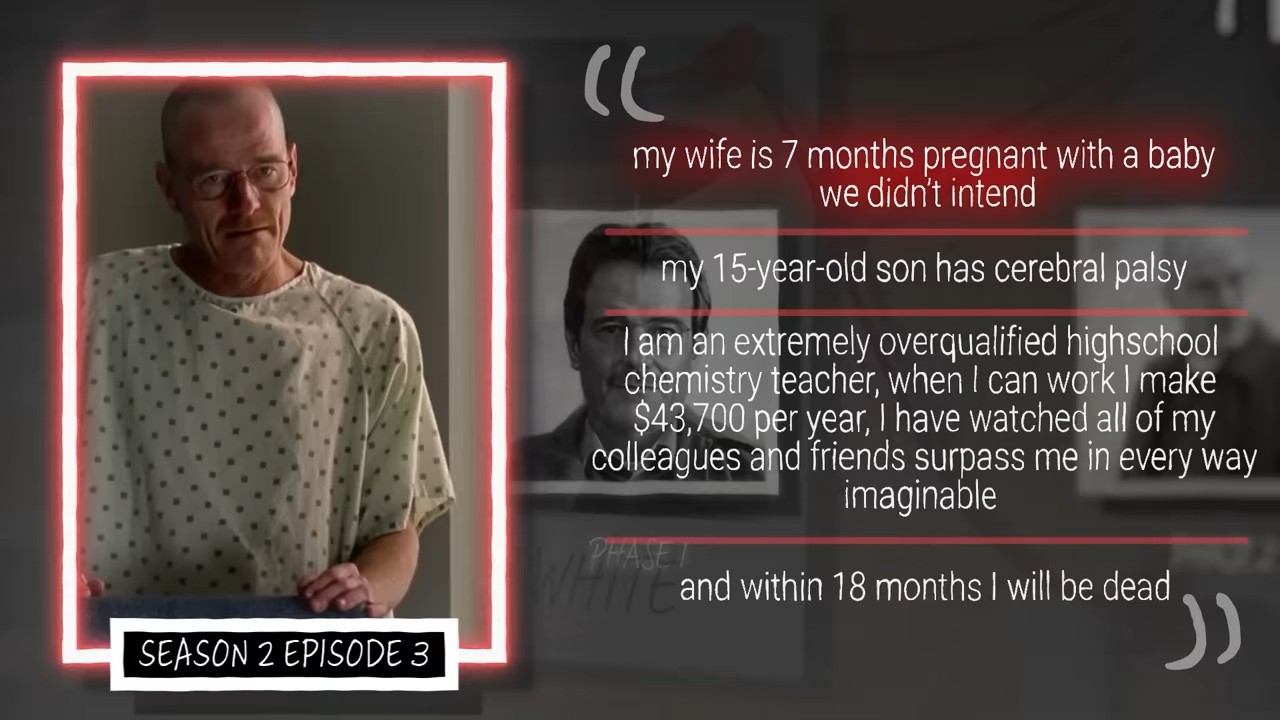 my wife is 7 months pregnant with a baby
we didn't intend
my 15-year-old son has cerebral palsy
I am an extremely overqualified highschool
chemistry teacher, when I can work I make
$43,700 per year, I have watched all of my
colleagues and friends surpass me in every way
imaginable
PHASE I
WHITE
and within 18 months I will be dead
SEASON 2 EPISODE 3